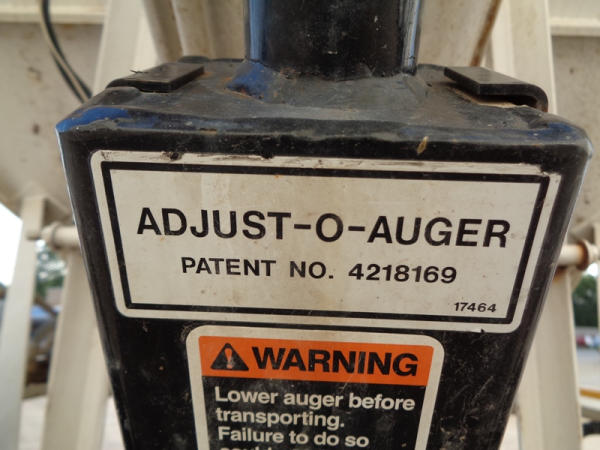 ADJUST-O-AUGER
PATENT NO. 4218169
17464
WARNING
Lower auger before
transporting.
Failure to do so